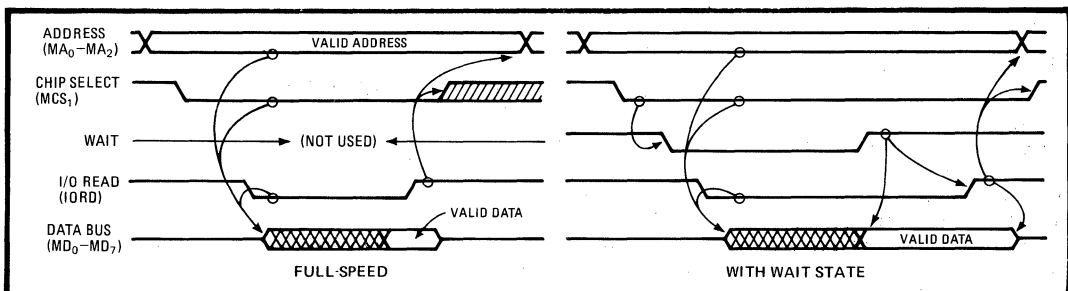 ADDRESS
(MA₀–MA₂)
VALID ADDRESS
CHIP SELECT
(MCS₁)
WAIT
(NOT USED)
I/O READ
(IORD)
VALID DATA
DATA BUS
(MD₀–MD₇)
VALID DATA
FULL-SPEED
WITH WAIT STATE